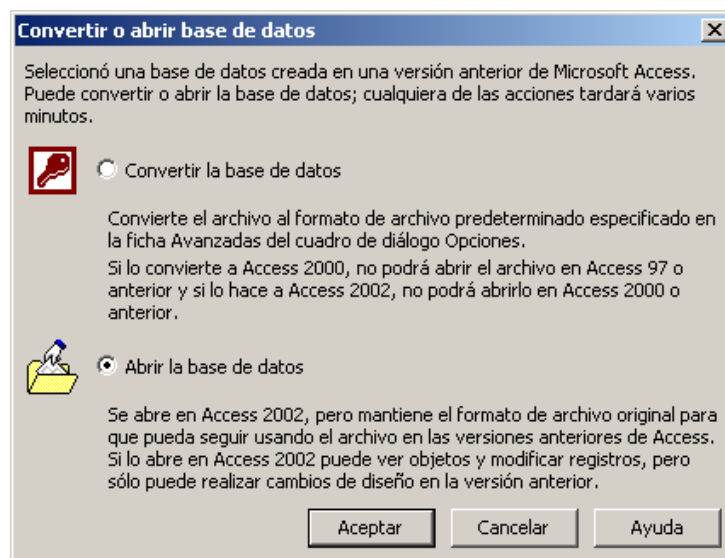 Convertir o abrir base de datos
Seleccionó una base de datos creada en una versión anterior de Microsoft Access.
Puede convertir o abrir la base de datos; cualquiera de las acciones tardará varios
minutos.
Convertir la base de datos
Convierte el archivo al formato de archivo predeterminado especificado en
la ficha Avanzadas del cuadro de diálogo Opciones.
Si lo convierte a Access 2000, no podrá abrir el archivo en Access 97 o
anterior y si lo hace a Access 2002, no podrá abrirlo en Access 2000 o
anterior.
Abrir la base de datos
Se abre en Access 2002, pero mantiene el formato de archivo original para
que pueda seguir usando el archivo en las versiones anteriores de Access.
Si lo abre en Access 2002 puede ver objetos y modificar registros, pero
sólo puede realizar cambios de diseño en la versión anterior.
Aceptar Cancelar Ayuda